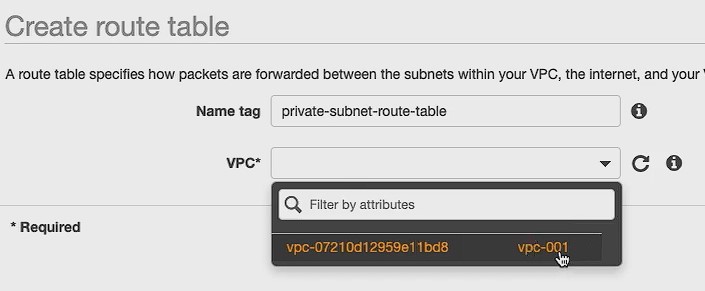 Create route table
A route table specifies how packets are forwarded between the subnets within your VPC, the internet, and your
Name tag private-subnet-route-table
VPC*
Filter by attributes
* Required
vpc-07210d12959e11bd8 vpc-001